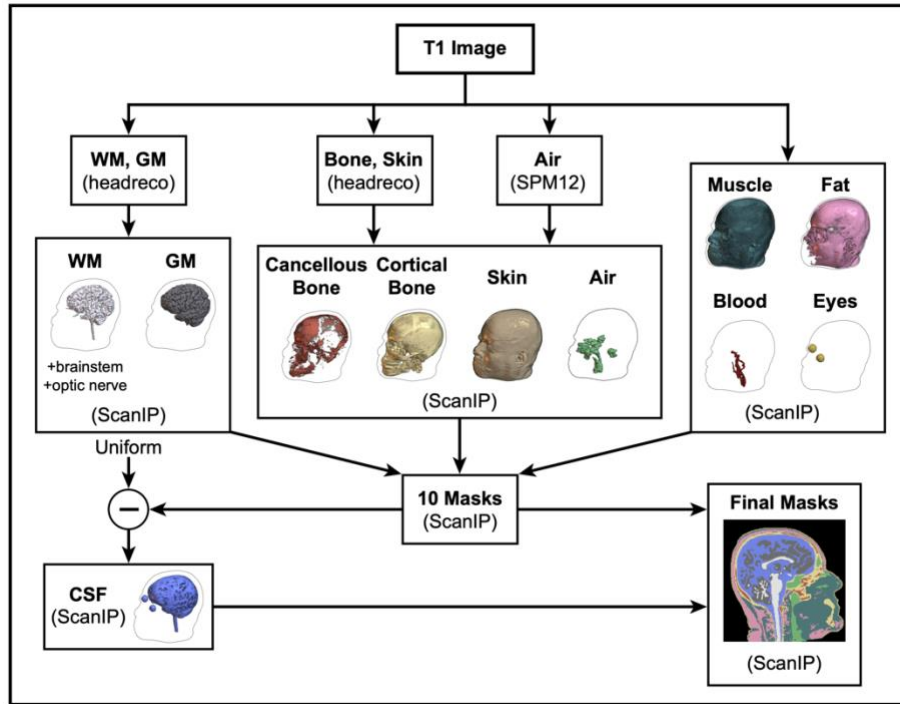 T1 Image
WM, GM
(headreco)
Bone, Skin
(headreco)
Air
(SPM12)
WM
GM
+brainstem
+optic nerve
(ScanIP)
Cancellous
Bone
Cortical
Bone
Skin
Air
(ScanIP)
Muscle
Fat
Blood
Eyes
(ScanIP)
Uniform
10 Masks
(ScanIP)
CSF
(ScanIP)
Final Masks
(ScanIP)